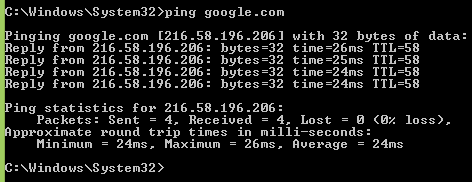 C:\Windows\System32>ping google.com
Pinging google.com [216.58.196.206] with 32 bytes of data:
Reply from 216.58.196.206: bytes=32 time=26ms TTL=58
Reply from 216.58.196.206: bytes=32 time=25ms TTL=58
Reply from 216.58.196.206: bytes=32 time=24ms TTL=58
Reply from 216.58.196.206: bytes=32 time=24ms TTL=58
Ping statistics for 216.58.196.206:
    Packets: Sent = 4, Received = 4, Lost = 0 (0% loss),
Approximate round trip times in milli-seconds:
    Minimum = 24ms, Maximum = 26ms, Average = 24ms
C:\Windows\System32>